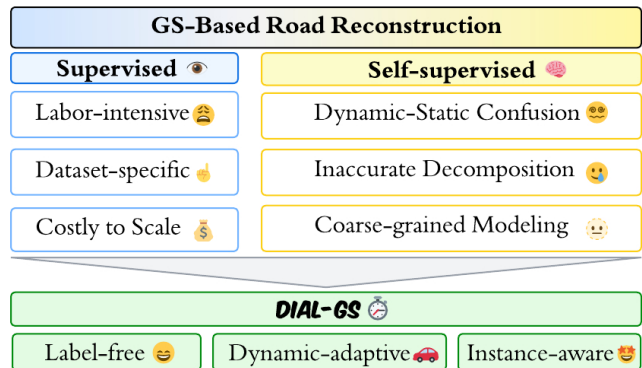 GS-Based Road Reconstruction
Supervised 👁️
Self-supervised 🧠
Labor-intensive 😩
Dynamic-Static Confusion 😵‍💫
Dataset-specific ☝️
Inaccurate Decomposition 🥲
Costly to Scale 💰
Coarse-grained Modeling 🫥
DIAL-GS ⏱️
Label-free 😄
Dynamic-adaptive 🚗
Instance-aware 🤩